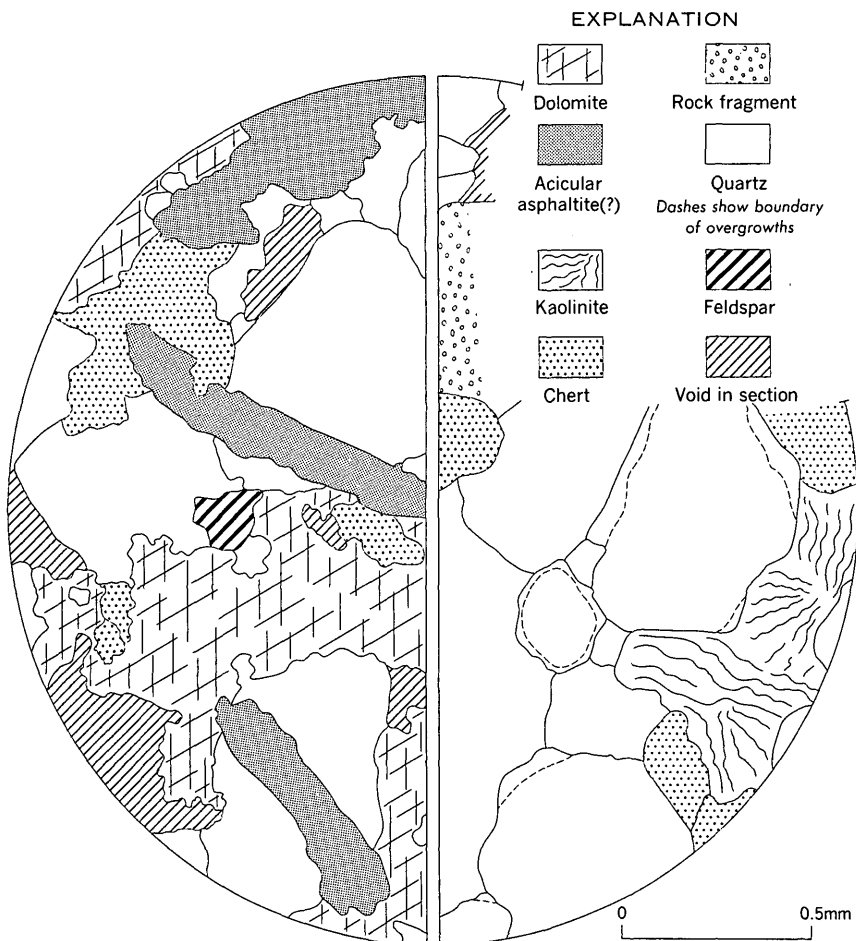 EXPLANATION
Dolomite
Rock fragment
Acicular
asphaltite(?)
Quartz
Dashes show boundary
of overgrowths
Kaolinite
Feldspar
Chert
Void in section
0
0.5mm